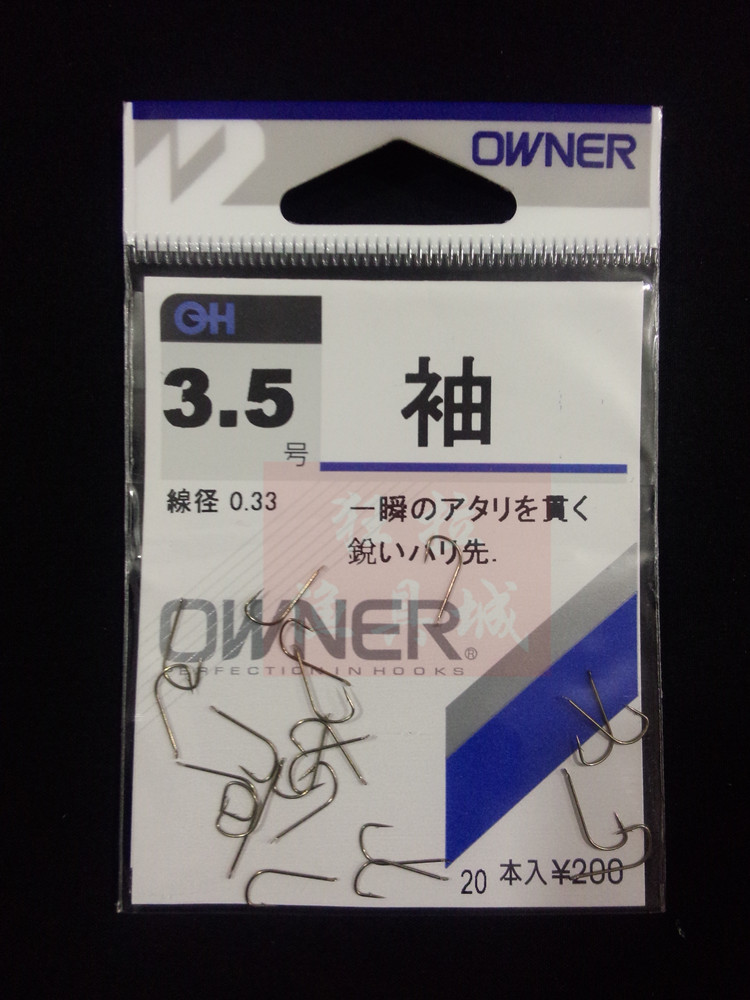 OWNER
OH
3.5
号
袖
線径 0.33
一瞬のアタリを貫く
鋭いハリ先.
OWNER®
PERFECTION IN HOOKS
20 本入¥200